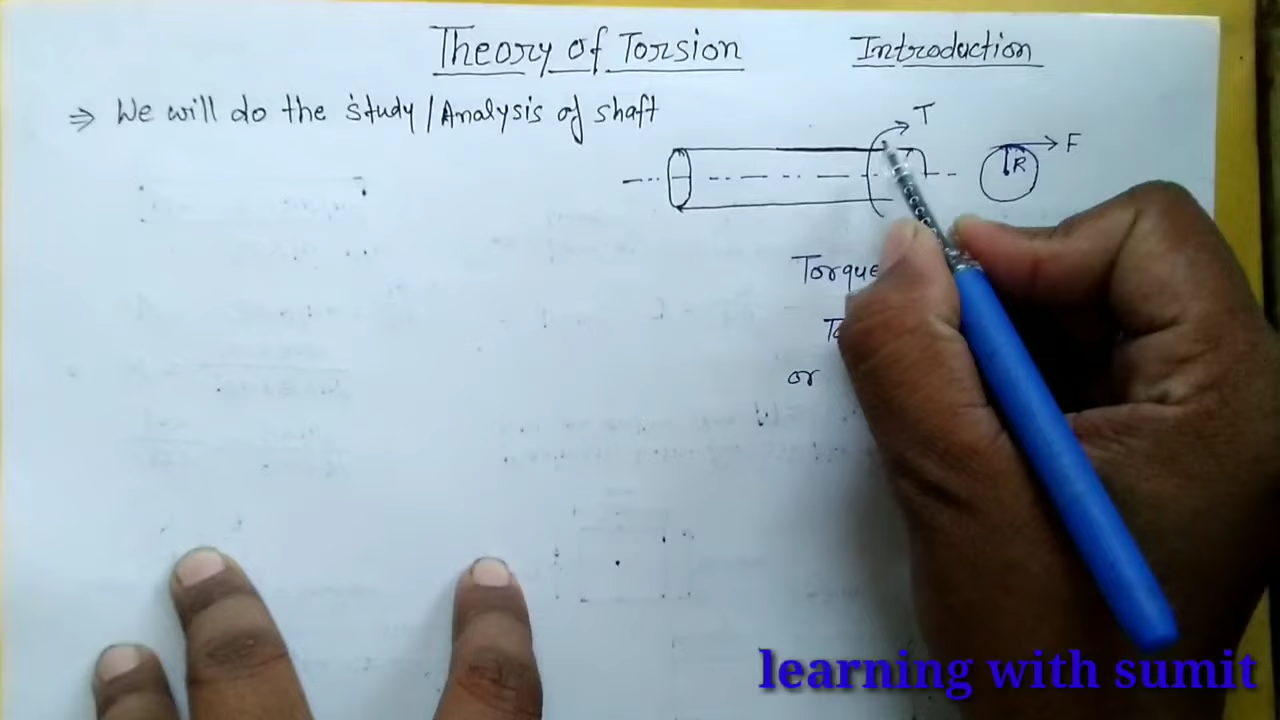 Theory of Torsion Introduction
⇒ We will do the study/Analysis of shaft
T
F
R
Torque
or
learning with sumit